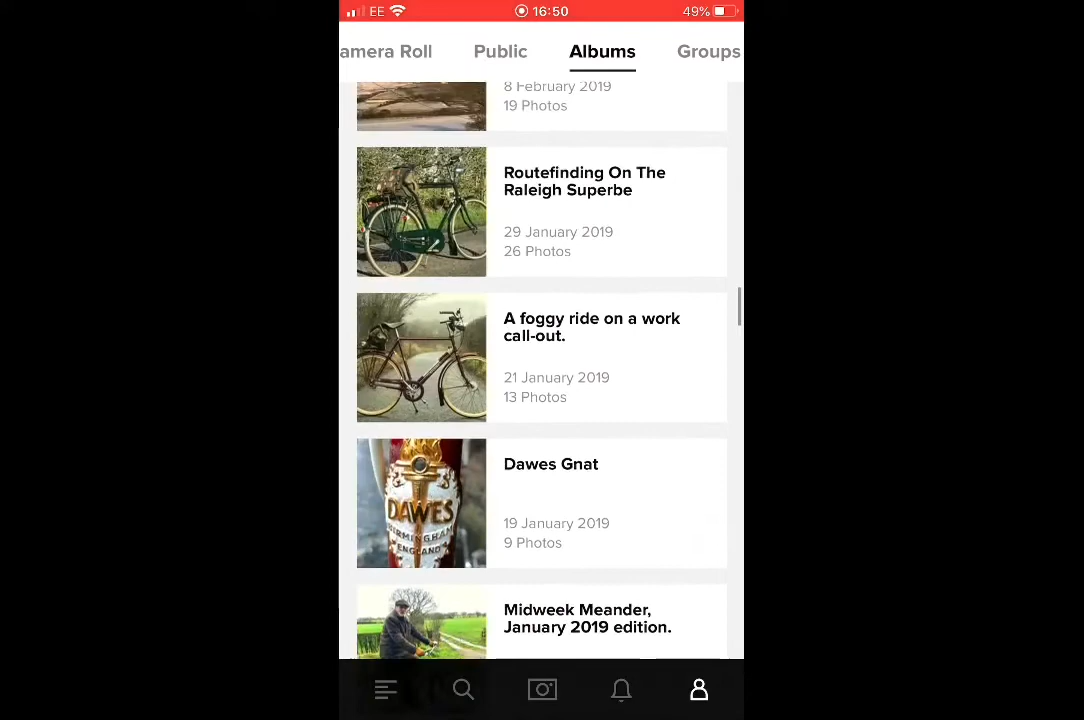 EE 16:50 49%
amera Roll Public Albums Groups
8 February 2019
19 Photos
Routefinding On The
Raleigh Superbe
29 January 2019
26 Photos
A foggy ride on a work
call-out.
21 January 2019
13 Photos
DAWES
BIRMINGHAM
ENGLAND
Dawes Gnat
19 January 2019
9 Photos
Midweek Meander,
January 2019 edition.